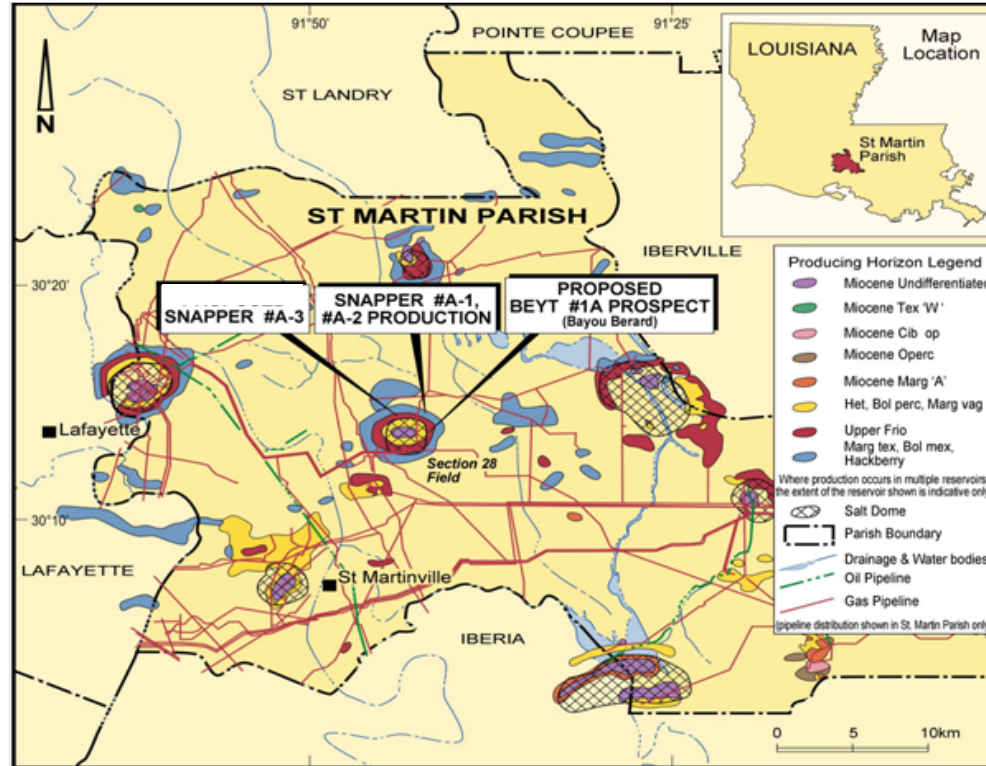 91°50
91°25
POINTE COUPEE
ST LANDRY
N
LOUISIANA
Map
Location
St Martin
Parish
ST MARTIN PARISH
IBERVILLE
30°20
SNAPPER #A-3
SNAPPER #A-1,
#A-2 PRODUCTION
PROPOSED
BEYT #1A PROSPECT
(Bayou Berard)
Lafayette
Section 28
Field
30°10
LAFAYETTE
St Martinville
IBERIA
Producing Horizon Legend
Miocene Undifferentiated
Miocene Tex 'W'
Miocene Cib op
Miocene Operc
Miocene Marg 'A'
Het, Bol perc, Marg vag
Upper Frio
Marg tex, Bol mex,
Hackberry
Where production occurs in multiple reservoirs
the extent of the reservoir shown is indicative only
Salt Dome
Parish Boundary
Drainage & Water bodies
Oil Pipeline
Gas Pipeline
(pipeline distribution shown in St. Martin Parish only
0 5 10km